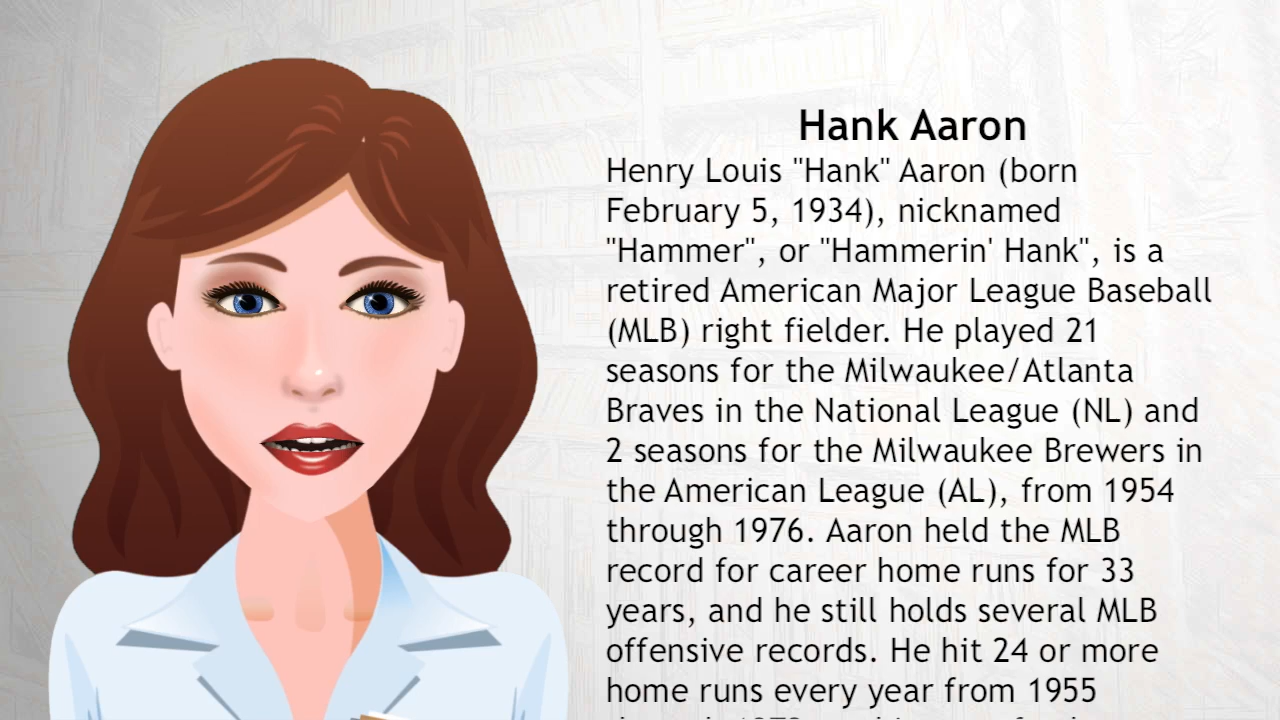 Hank Aaron
Henry Louis "Hank" Aaron (born
February 5, 1934), nicknamed
"Hammer", or "Hammerin' Hank", is a
retired American Major League Baseball
(MLB) right fielder. He played 21
seasons for the Milwaukee/Atlanta
Braves in the National League (NL) and
2 seasons for the Milwaukee Brewers in
the American League (AL), from 1954
through 1976. Aaron held the MLB
record for career home runs for 33
years, and he still holds several MLB
offensive records. He hit 24 or more
home runs every year from 1955